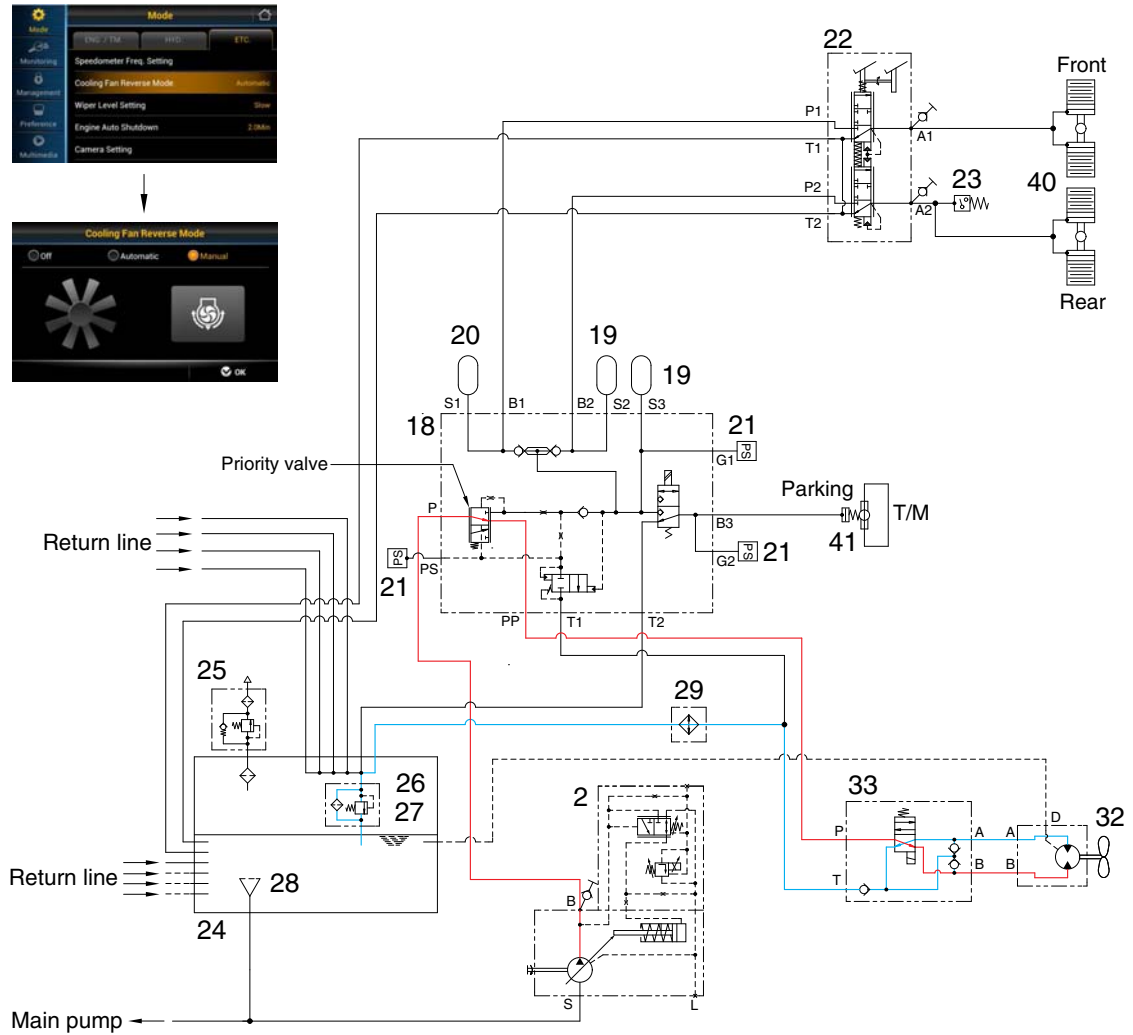 Mode
Mode
ENG. / TM.
HYD.
ETC.
Monitoring
Speedometer Freq. Setting
Cooling Fan Reverse Mode
Automatic
Management
Wiper Level Setting
Slow
Preference
Engine Auto Shutdown
2.0Min
Multimedia
Camera Setting
Cooling Fan Reverse Mode
Off
Automatic
Manual
OK
22
Front
P1
A1
T1
P2
A2
23
40
T2
Rear
20
19
19
S1
B1
B2
S2
S3
18
21
PS
G1
Priority valve
Parking
P
B3
T/M
41
Return line
PS
21
PS
G2
PS
21
PP
T1
T2
25
29
26
27
2
33
32
P
A
A
D
B
B
T
Return line
28
24
B
S
L
Main pump